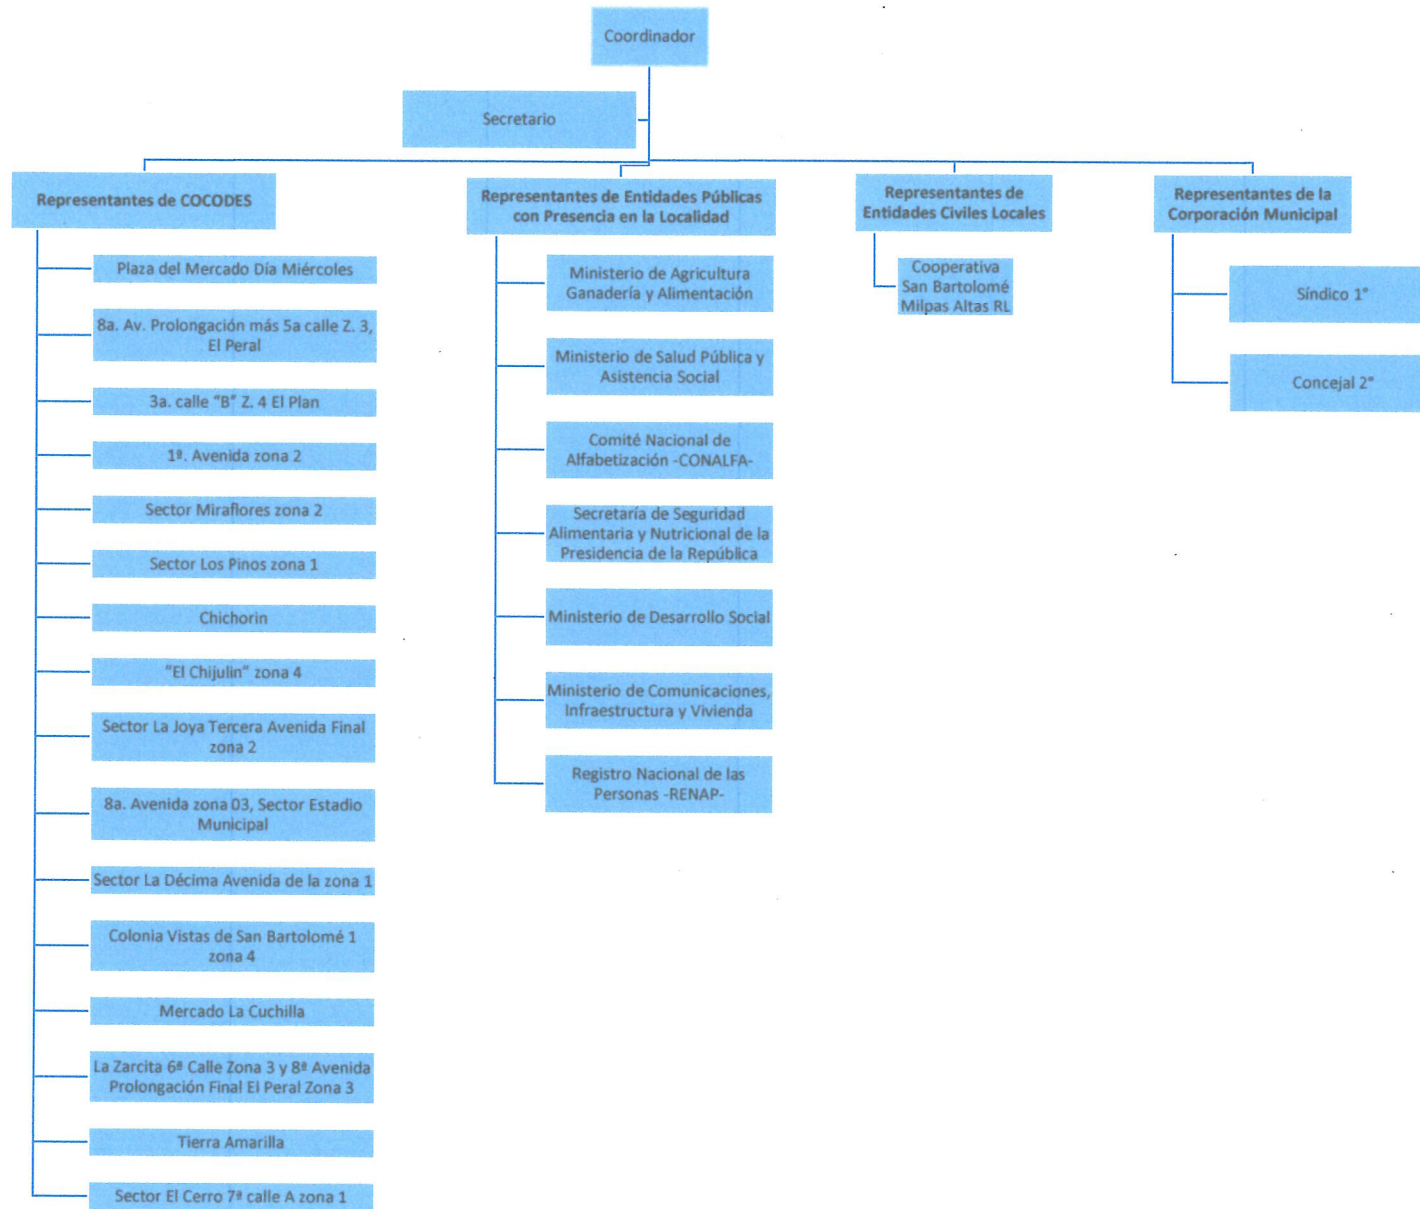 Coordinador
Secretario
Representantes de COCODES
Plaza del Mercado Día Miércoles
8a. Av. Prolongación más 5a calle Z. 3,
El Peral
3a. calle "B" Z. 4 El Plan
1ª. Avenida zona 2
Sector Miraflores zona 2
Sector Los Pinos zona 1
Chichorin
"El Chijulin" zona 4
Sector La Joya Tercera Avenida Final
zona 2
8a. Avenida zona 03, Sector Estadio
Municipal
Sector La Décima Avenida de la zona 1
Colonia Vistas de San Bartolomé 1
zona 4
Mercado La Cuchilla
La Zarcita 6ª Calle Zona 3 y 8ª Avenida
Prolongación Final El Peral Zona 3
Tierra Amarilla
Sector El Cerro 7ª calle A zona 1
Representantes de Entidades Públicas
con Presencia en la Localidad
Ministerio de Agricultura
Ganadería y Alimentación
Ministerio de Salud Pública y
Asistencia Social
Comité Nacional de
Alfabetización -CONALFA-
Secretaría de Seguridad
Alimentaria y Nutricional de la
Presidencia de la República
Ministerio de Desarrollo Social
Ministerio de Comunicaciones,
Infraestructura y Vivienda
Registro Nacional de las
Personas -RENAP-
Representantes de
Entidades Civiles Locales
Cooperativa
San Bartolomé
Milpas Altas RL
Representantes de la
Corporación Municipal
Síndico 1°
Concejal 2°